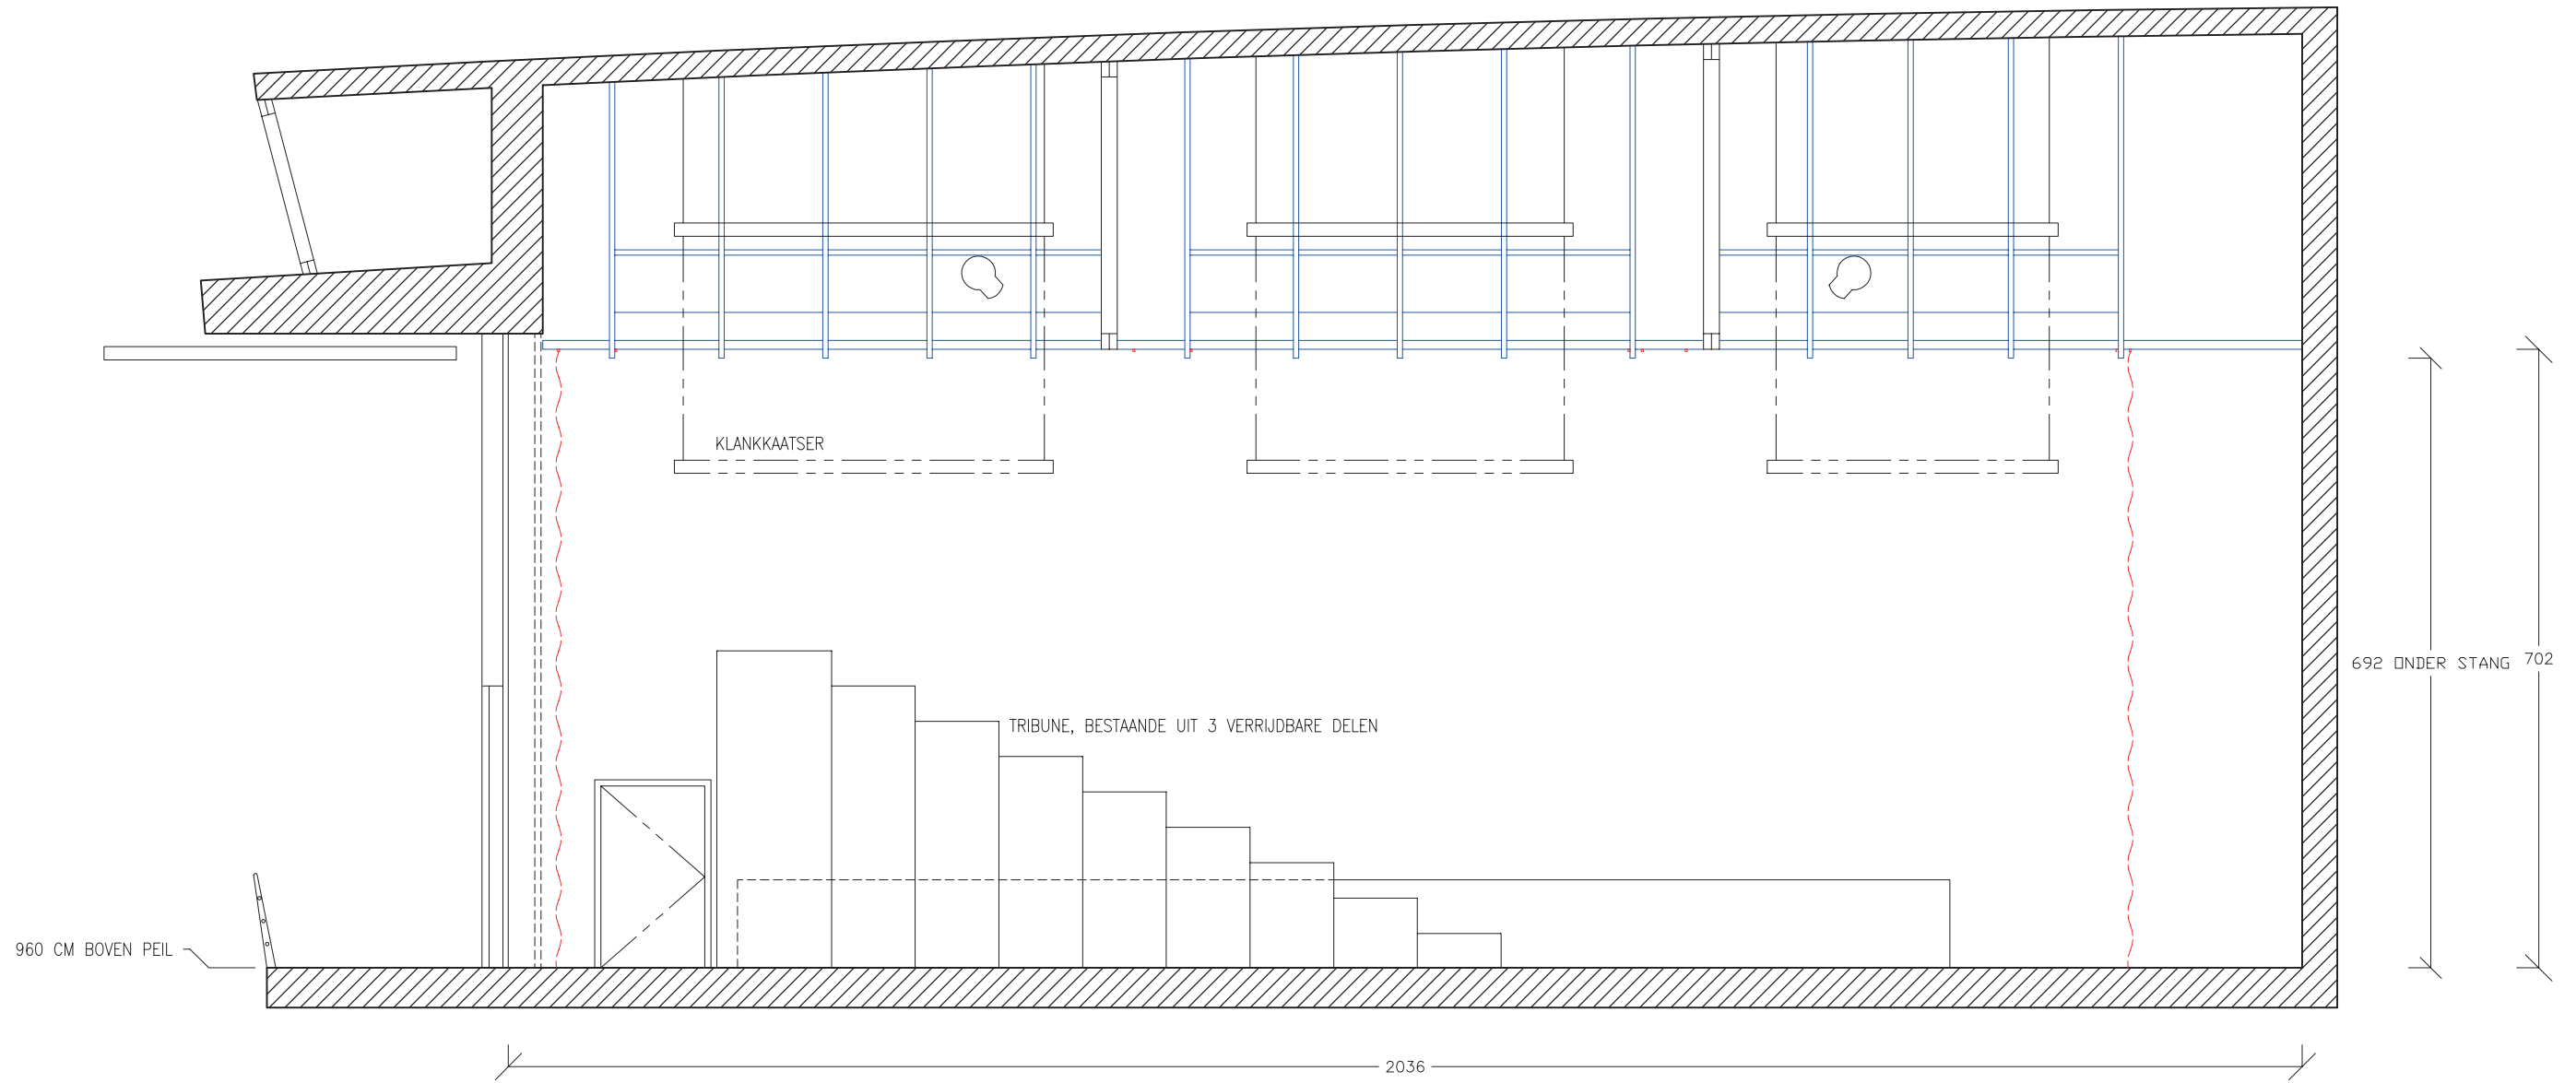 KLANKKAATSER
692 ONDER STANG
702
TRIBUNE, BESTAANDE UIT 3 VERRIJDBARE DELEN
960 CM BOVEN PEIL
2036